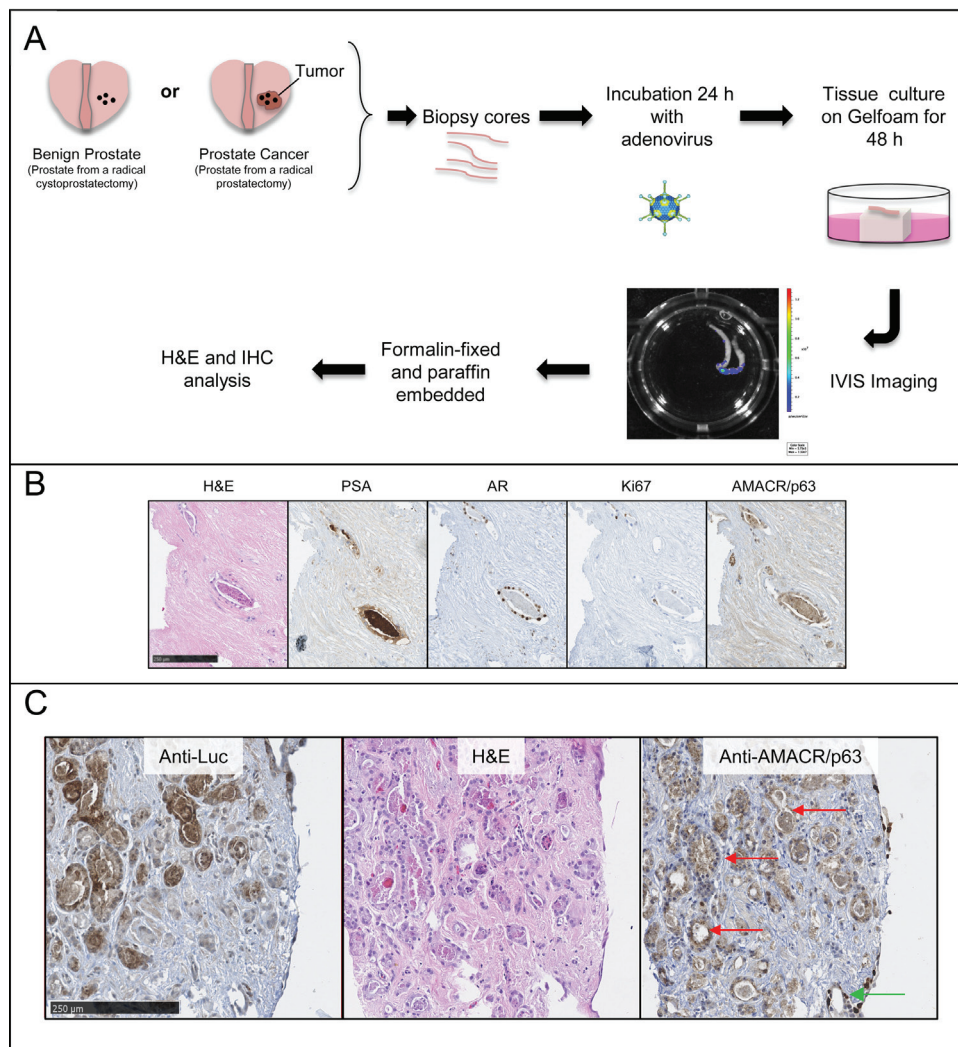 A
Tumor
or
Benign Prostate
(Prostate from a radical
cystoprostatectomy)
Prostate Cancer
(Prostate from a radical
prostatectomy)
Biopsy cores
Incubation 24 h
with
adenovirus
Tissue culture
on Gelfoam for
48 h
IVIS Imaging
Formalin-fixed
and paraffin
embedded
H&E and IHC
analysis
B
H&E
PSA
AR
Ki67
AMACR/p63
250 µm
C
Anti-Luc
H&E
Anti-AMACR/p63
250 µm